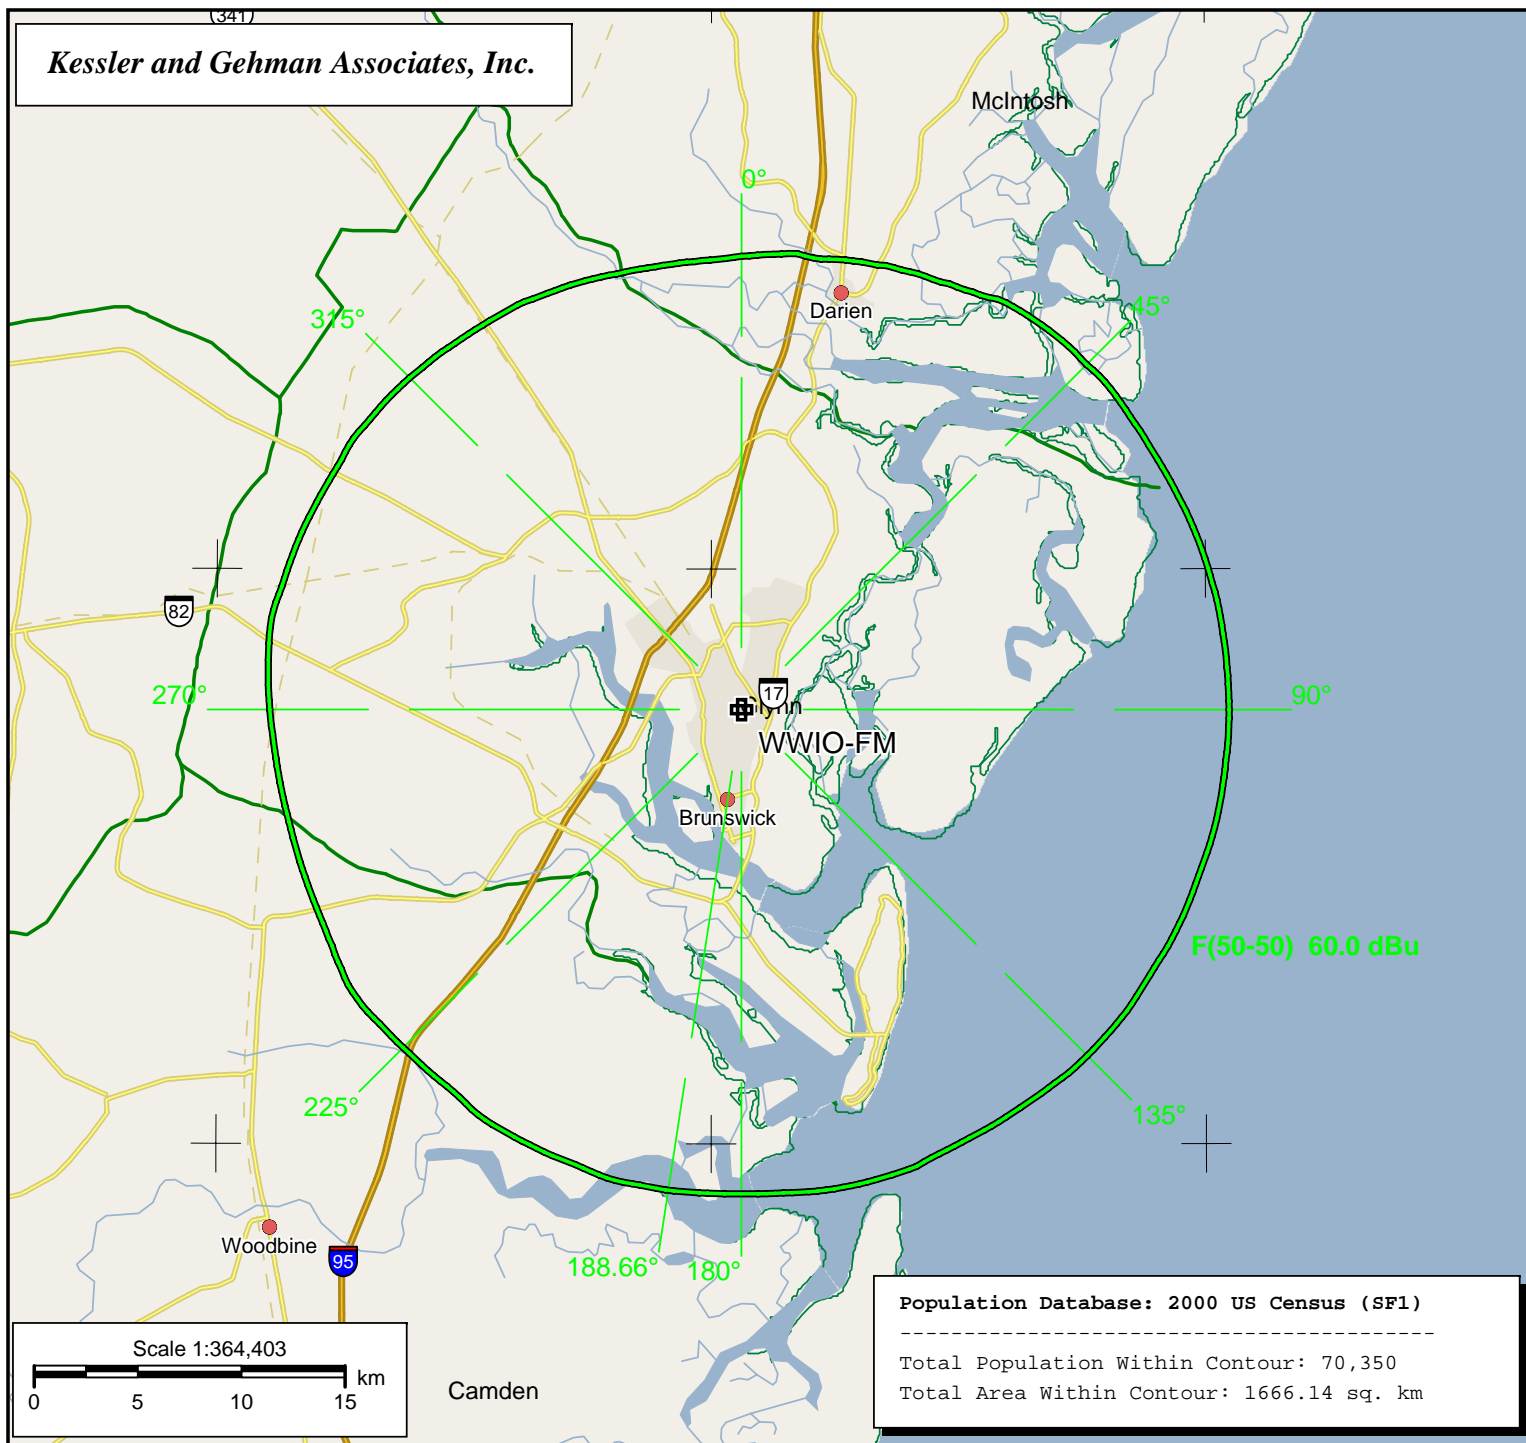 (341)
Kessler and Gehman Associates, Inc.
McIntosh
0°
315°
45°
Darien
82
270°
17
Glynn
90°
WWIO-FM
Brunswick
F(50-50) 60.0 dBu
225°
135°
Woodbine
95
188.66°
180°
Population Database: 2000 US Census (SF1)
------------------------------------------
Total Population Within Contour: 70,350
Total Area Within Contour: 1666.14 sq. km
Scale 1:364,403
km
0 5 10 15
Camden